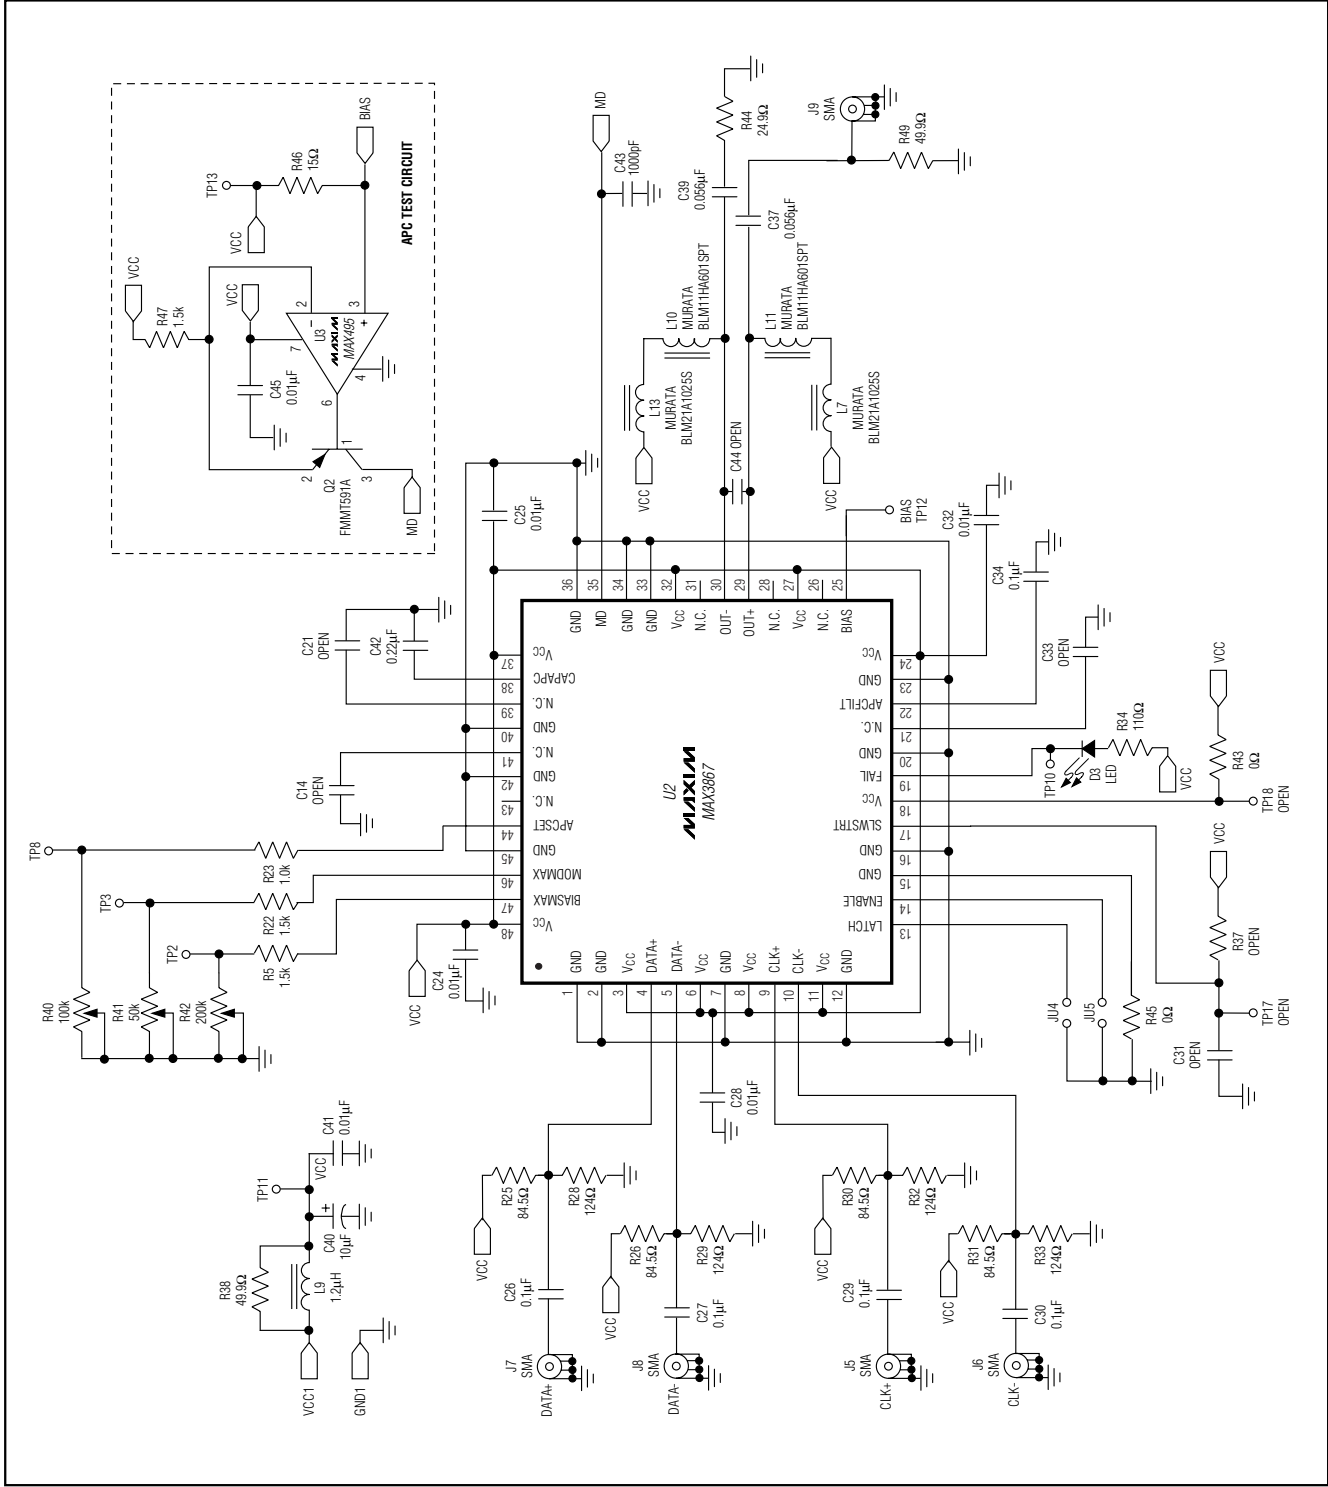 TP13
VCC
R46
15Ω
BIAS
APC TEST CIRCUIT
VCC
R47
1.5k
VCC
C45
0.01µF
2
3
7
4
6
U3
MAXIM
MAX495
−
+
1
2
3
Q2
FMMT591A
MD
MD
C43
1000pF
R44
24.9Ω
C39
0.056µF
J9
SMA
R49
49.9Ω
C37
0.056µF
L10
MURATA
BLM11HA601SPT
L11
MURATA
BLM11HA601SPT
L13
MURATA
BLM21A1025S
L7
MURATA
BLM21A1025S
VCC
VCC
C44 OPEN
BIAS
TP12
C25
0.01µF
C32
0.01µF
C34
0.1µF
C33
OPEN
C21
OPEN
C42
0.22µF
C14
OPEN
36
35
34
33
32
31
30
29
28
27
26
25
GND
MD
GND
GND
VCC
N.C.
OUT-
OUT+
N.C.
VCC
N.C.
BIAS
37
38
39
40
41
42
43
44
45
46
47
48
VCC
CAPAPC
N.C.
GND
N.C.
GND
N.C.
APCSET
GND
MODMAX
BIASMAX
VCC
U2
MAXIM
MAX3867
VCC
GND
APCFILT
N.C.
GND
FAIL
VCC
SLWSTRT
GND
GND
ENABLE
LATCH
24
23
22
21
20
19
18
17
16
15
14
13
GND
GND
VCC
DATA+
DATA-
VCC
GND
VCC
CLK+
CLK-
VCC
GND
1
2
3
4
5
6
7
8
9
10
11
12
TP10
D3
LED
R34
110Ω
VCC
VCC
R43
0Ω
TP18
OPEN
VCC
R37
OPEN
TP17
OPEN
C31
OPEN
JU4
JU5
R45
0Ω
TP8
R23
1.0k
TP3
R22
1.5k
TP2
R5
1.5k
R40
100k
R41
50k
R42
200k
VCC
C24
0.01µF
C28
0.01µF
TP11
VCC
C41
0.01µF
+
C40
10µF
R38
49.9Ω
L9
1.2µH
VCC1
GND1
VCC
R25
84.5Ω
R28
124Ω
C26
0.1µF
J7
SMA
DATA+
VCC
R26
84.5Ω
R29
124Ω
C27
0.1µF
J8
SMA
DATA-
VCC
R30
84.5Ω
R32
124Ω
C29
0.1µF
J5
SMA
CLK+
VCC
R31
84.5Ω
R33
124Ω
C30
0.1µF
J6
SMA
CLK-